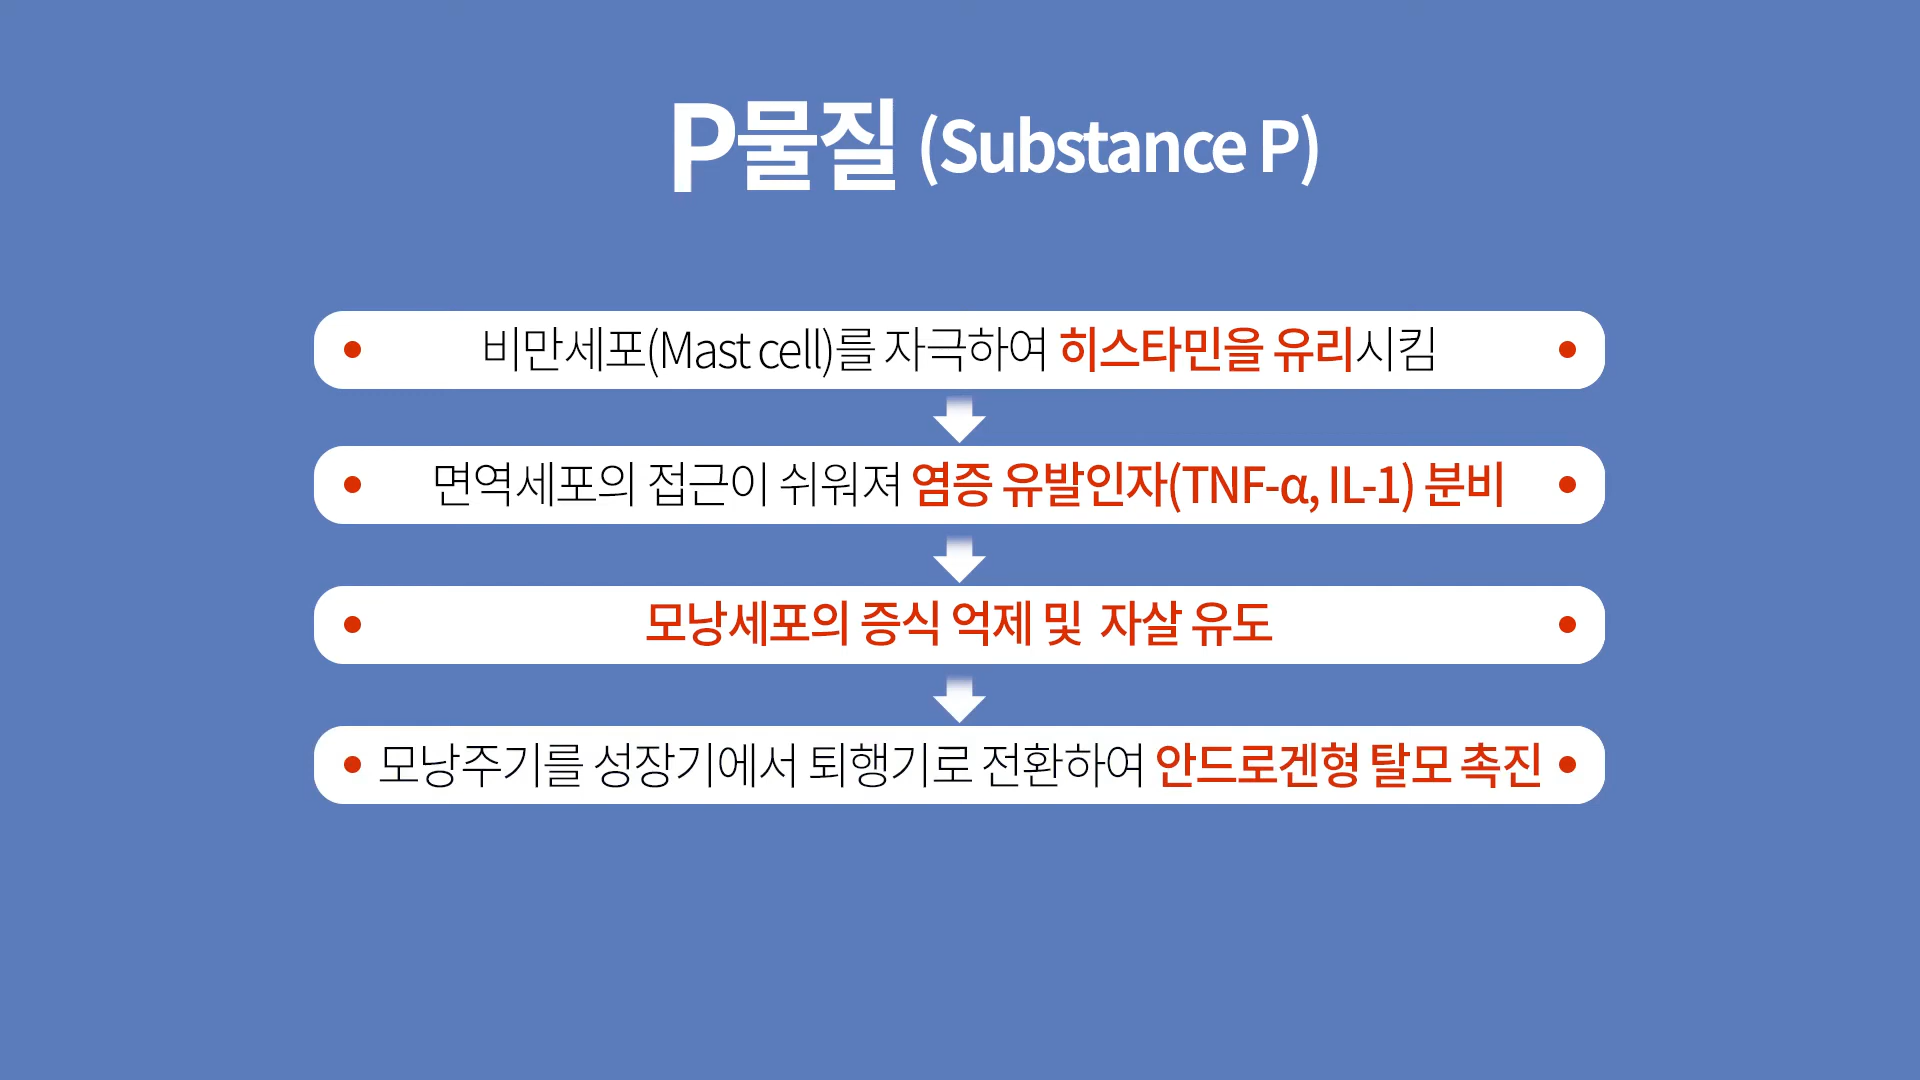 P물질 (Substance P)
비만세포(Mast cell)를 자극하여 히스타민을 유리시킴
면역세포의 접근이 쉬워져 염증 유발인자(TNF-α, IL-1) 분비
모낭세포의 증식 억제 및 자살 유도
모낭주기를 성장기에서 퇴행기로 전환하여 안드로겐형 탈모 촉진